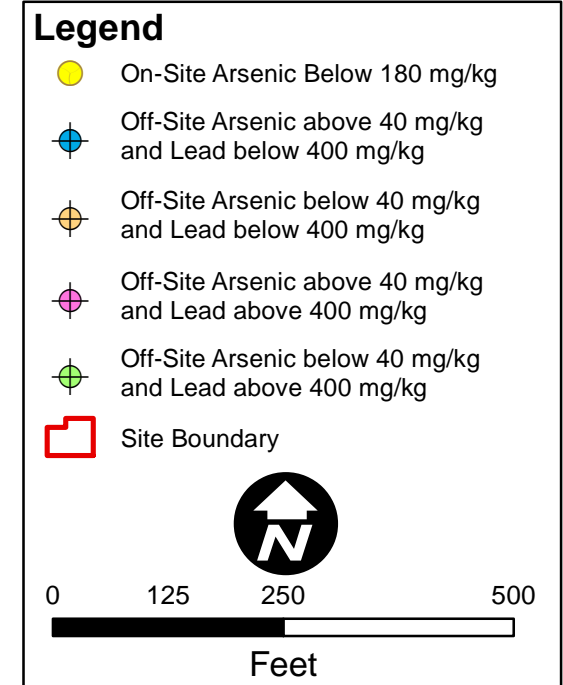 Legend
On-Site Arsenic Below 180 mg/kg
Off-Site Arsenic above 40 mg/kg
and Lead below 400 mg/kg
Off-Site Arsenic below 40 mg/kg
and Lead below 400 mg/kg
Off-Site Arsenic above 40 mg/kg
and Lead above 400 mg/kg
Off-Site Arsenic below 40 mg/kg
and Lead above 400 mg/kg
Site Boundary
N
0 125 250 500
Feet